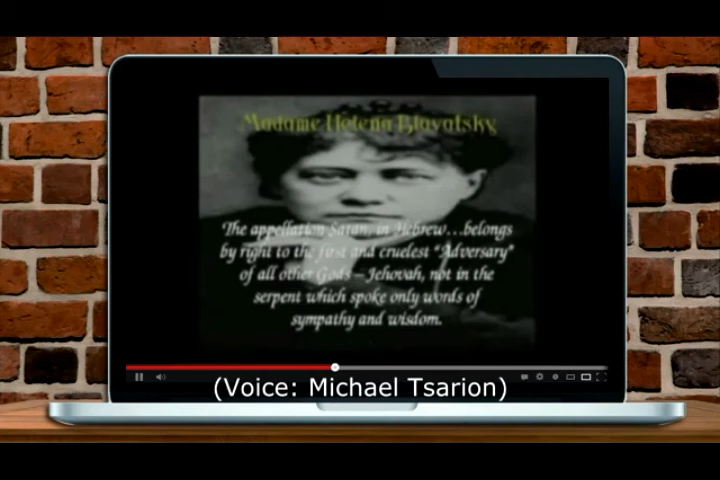 Madame Helena Blavatsky
The appellation Satan, in Hebrew...belongs
by right to the first and cruelest "Adversary"
of all other Gods – Jehovah, not in the
serpent which spoke only words of
sympathy and wisdom.
(Voice: Michael Tsarion)